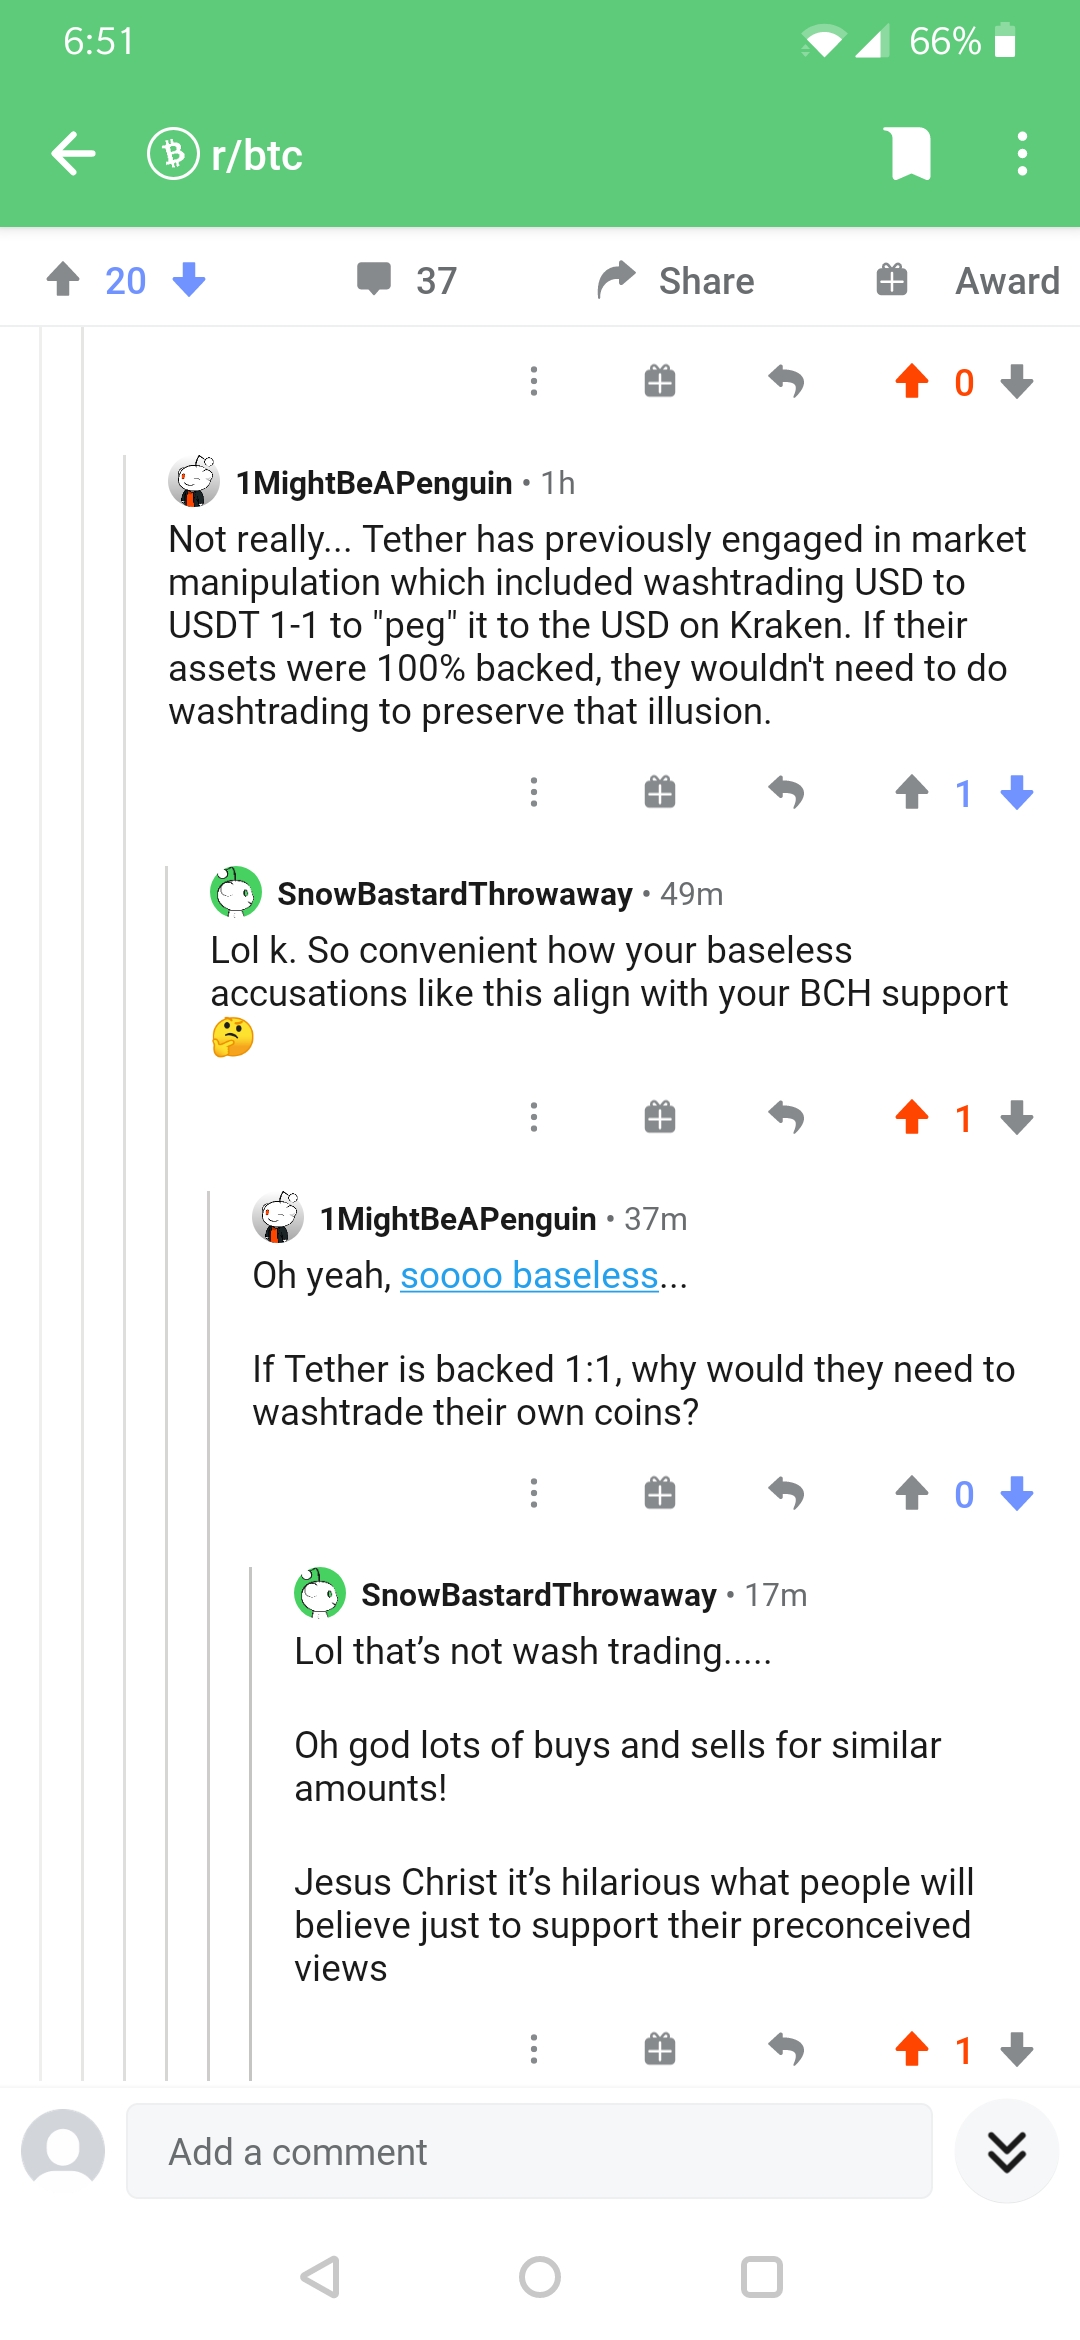 6:51
66%
r/btc
20
37
Share
Award
0
1MightBeAPenguin • 1h
Not really... Tether has previously engaged in market
manipulation which included washtrading USD to
USDT 1-1 to "peg" it to the USD on Kraken. If their
assets were 100% backed, they wouldn't need to do
washtrading to preserve that illusion.
1
SnowBastardThrowaway • 49m
Lol k. So convenient how your baseless
accusations like this align with your BCH support
🤔
1
1MightBeAPenguin • 37m
Oh yeah, soooo baseless...
If Tether is backed 1:1, why would they need to
washtrade their own coins?
0
SnowBastardThrowaway • 17m
Lol that’s not wash trading.....
Oh god lots of buys and sells for similar
amounts!
Jesus Christ it’s hilarious what people will
believe just to support their preconceived
views
1
Add a comment